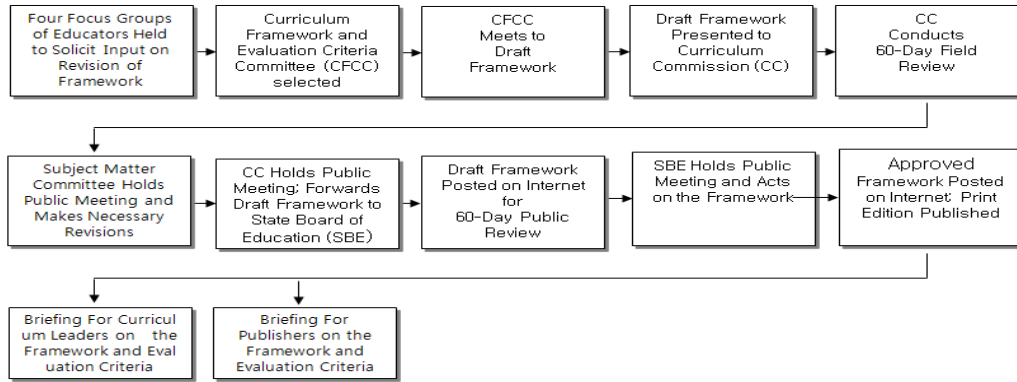 Four Focus Groups
of Educators Held
to Solicit Input on
Revision of
Framework
Curriculum
Framework and
Evaluation Criteria
Committee (CFCC)
selected
CFCC
Meets to
Draft
Framework
Draft Framework
Presented to
Curriculum
Commission (CC)
CC
Conducts
60-Day Field
Review
Subject Matter
Committee Holds
Public Meeting and
Makes Necessary
Revisions
CC Holds Public
Meeting; Forwards
Draft Framework to
State Board of
Education (SBE)
Draft Framework
Posted on Internet
for
60-Day Public
Review
SBE Holds Public
Meeting and Acts
on the Framework
Approved
Framework Posted
on Internet; Print
Edition Published
Briefing For Curricul
um Leaders on the
Framework and Eval
uation Criteria
Briefing For
Publishers on the
Framework and
Evaluation Criteria